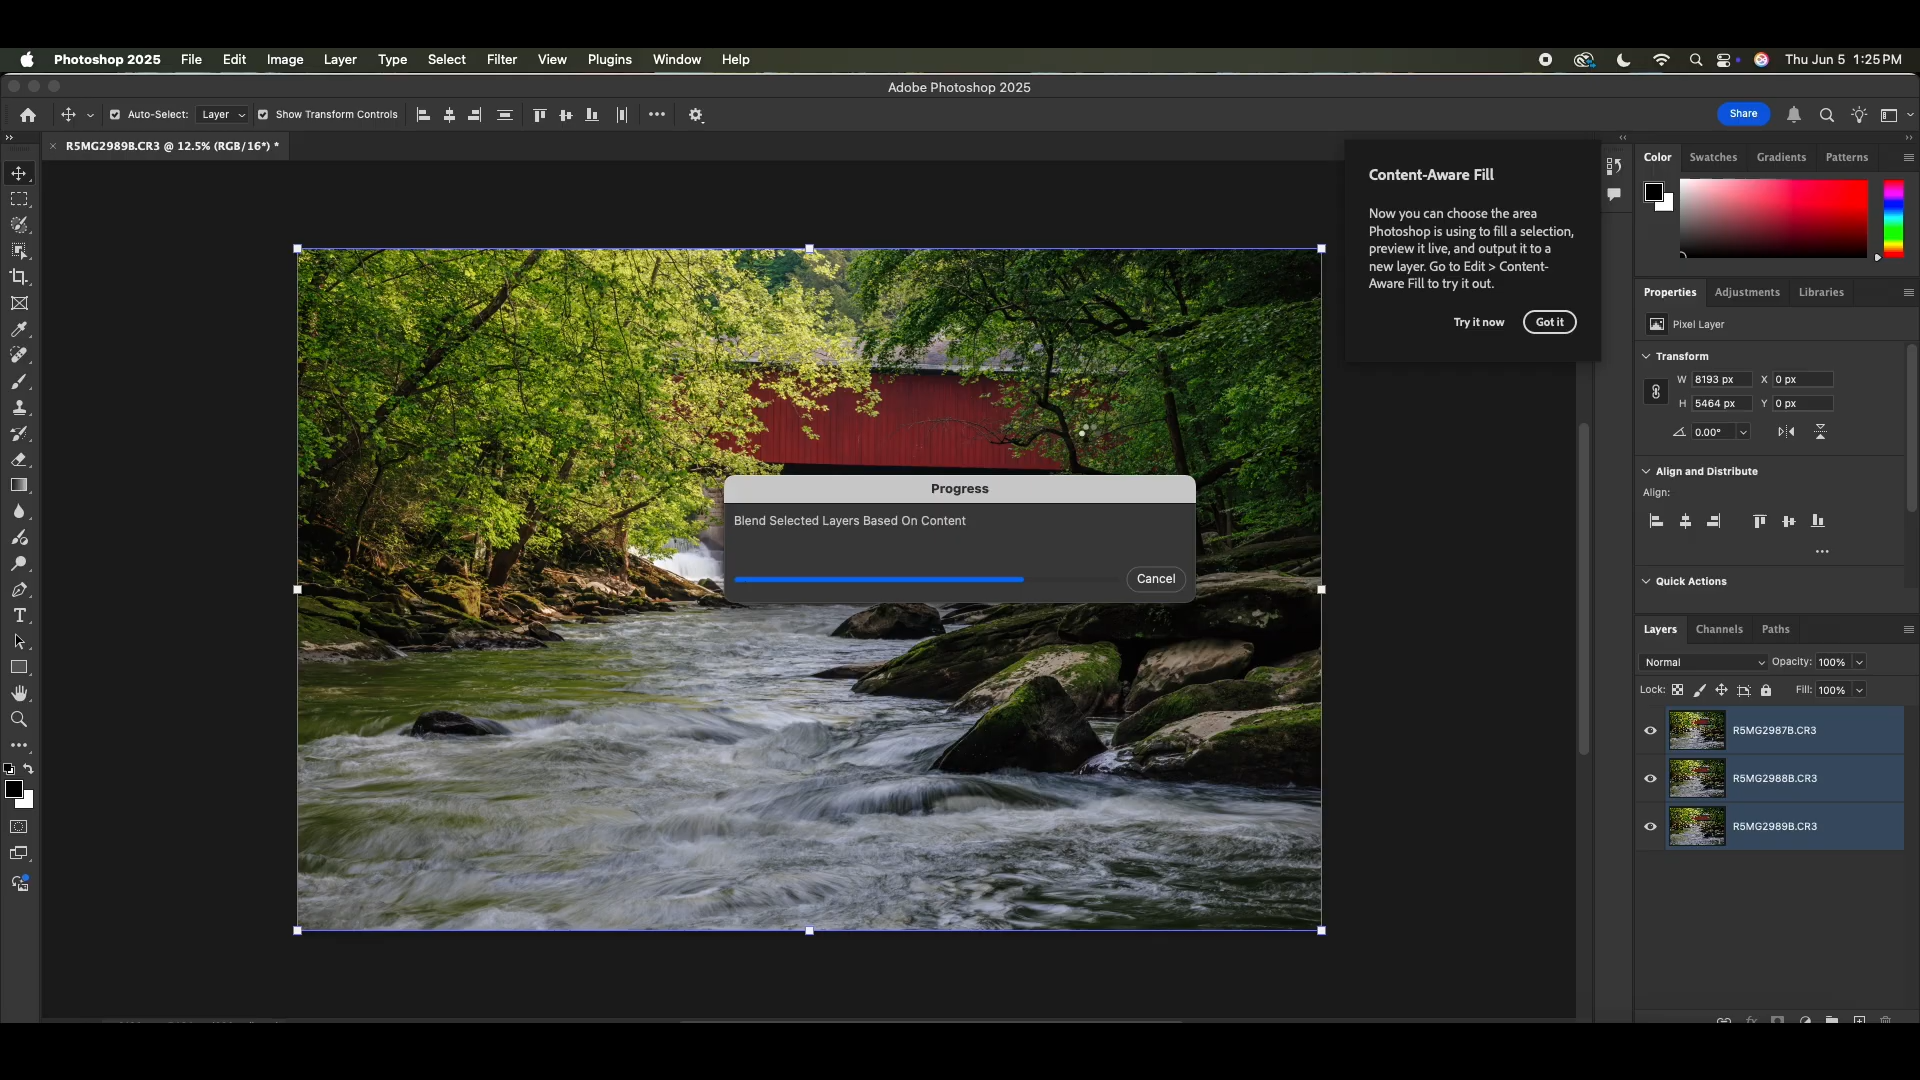 Photoshop 2025 File Edit Image Layer Type Select Filter View Plugins Window Help Thu Jun 5 1:25 PM
Adobe Photoshop 2025
Auto-Select: Layer Show Transform Controls Share
R5MG2989B.CR3 @ 12.5% (RGB/16*) *
Content-Aware Fill
Now you can choose the area
Photoshop is using to fill a selection,
preview it live, and output it to a
new layer. Go to Edit > Content-
Aware Fill to try it out.
Try it now Got it
Progress
Blend Selected Layers Based On Content
Cancel
Color Swatches Gradients Patterns
Properties Adjustments Libraries
Pixel Layer
Transform
W 8193 px X 0 px
H 5464 px Y 0 px
0.00°
Align and Distribute
Align:
Quick Actions
Layers Channels Paths
Normal Opacity: 100%
Lock: Fill: 100%
R5MG2987B.CR3
R5MG2988B.CR3
R5MG2989B.CR3